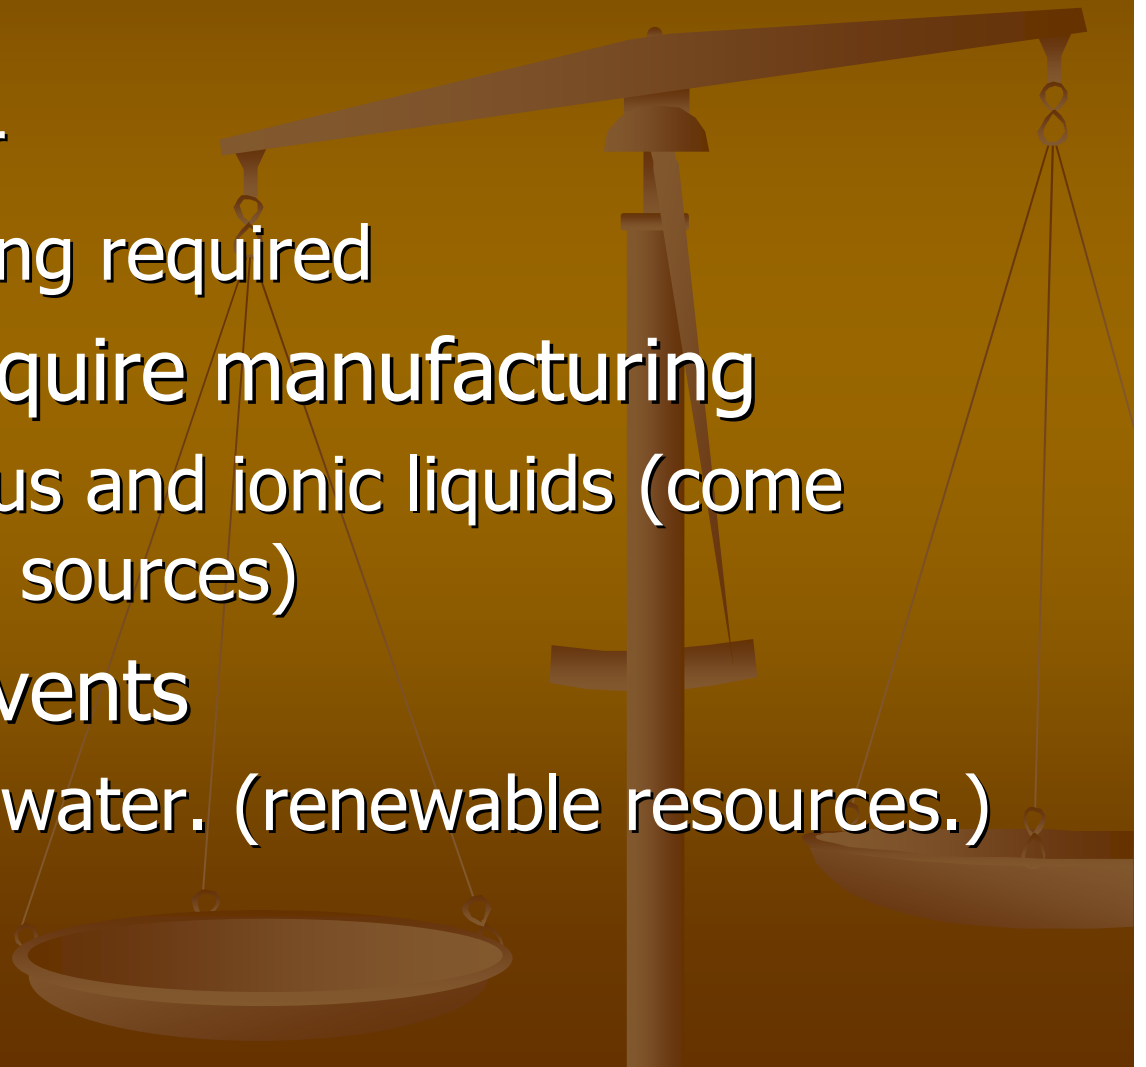 ng required
quire manufacturing
us and ionic liquids (come
sources)
vents
water. (renewable resources.)